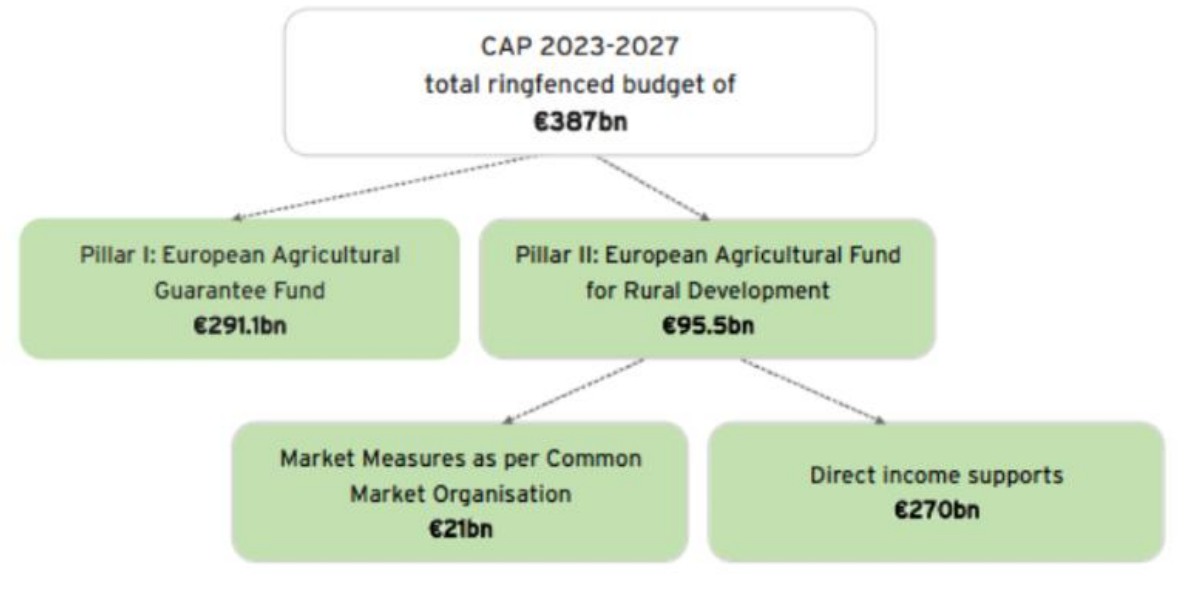 CAP 2023-2027
total ringfenced budget of
€387bn
Pillar I: European Agricultural
Guarantee Fund
€291.1bn
Pillar II: European Agricultural Fund
for Rural Development
€95.5bn
Market Measures as per Common
Market Organisation
€21bn
Direct income supports
€270bn